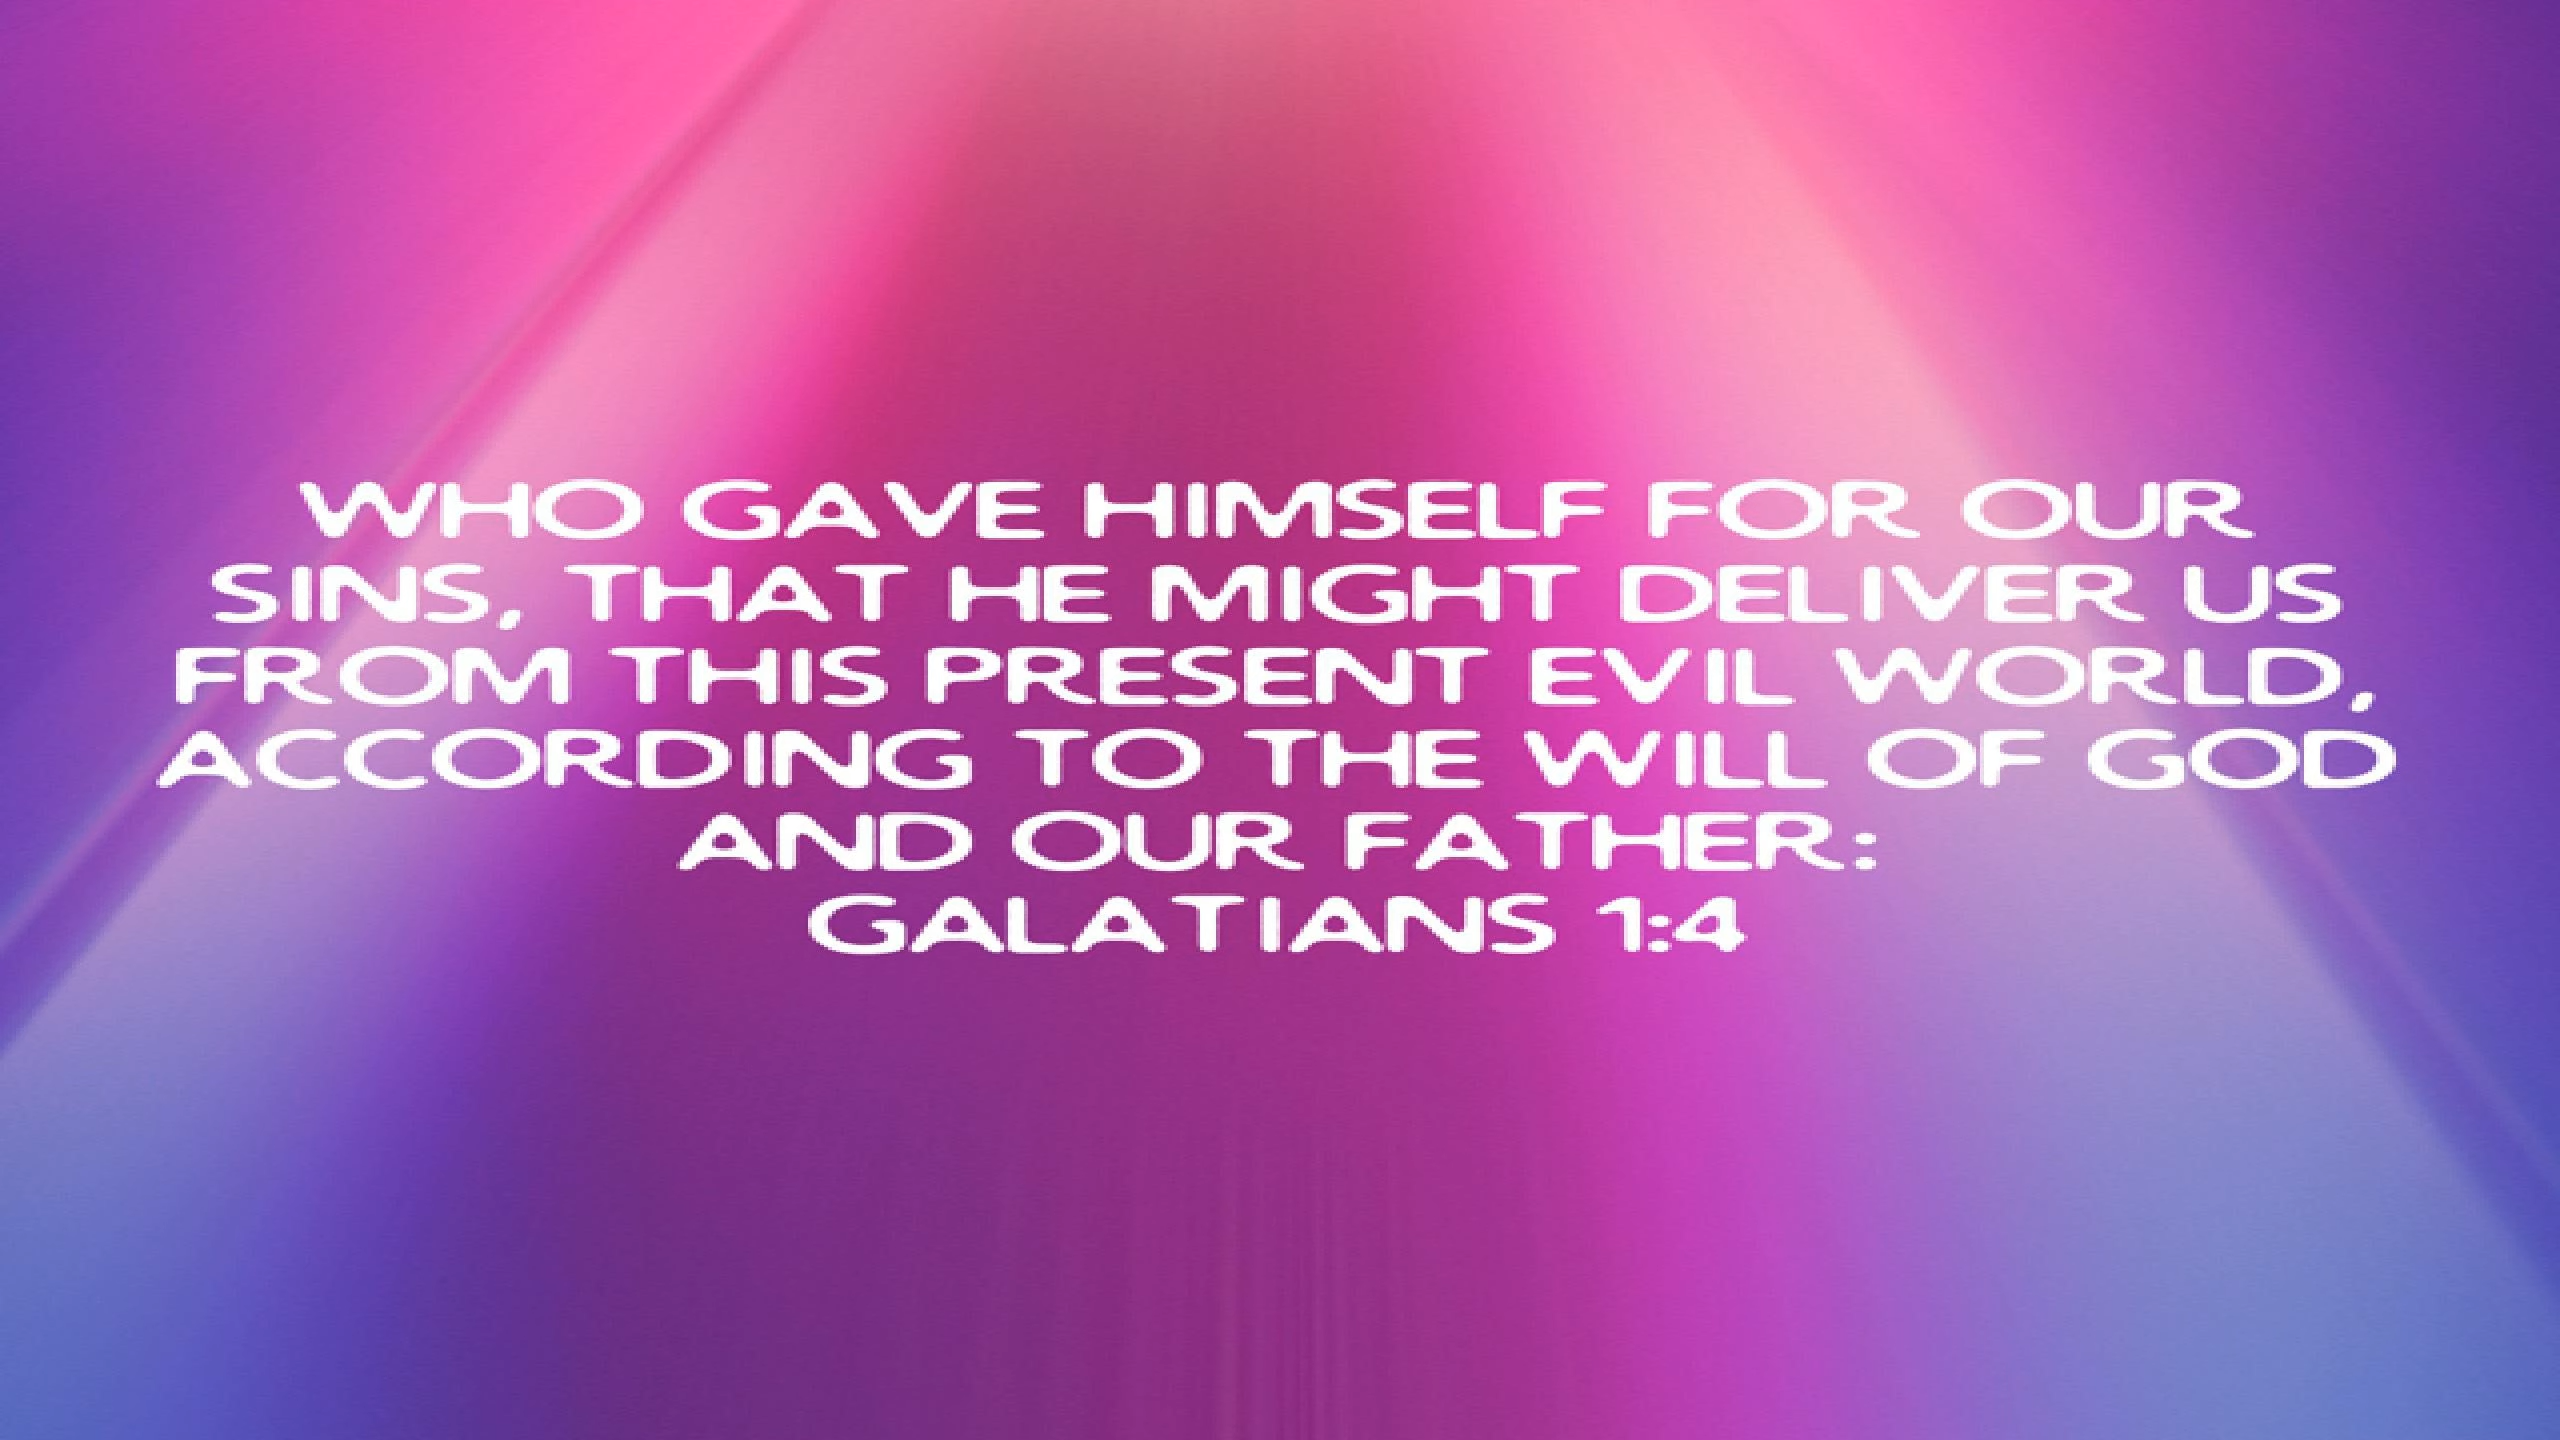 WHO GAVE HIMSELF FOR OUR
SINS, THAT HE MIGHT DELIVER US
FROM THIS PRESENT EVIL WORLD,
ACCORDING TO THE WILL OF GOD
AND OUR FATHER:
GALATIANS 1:4